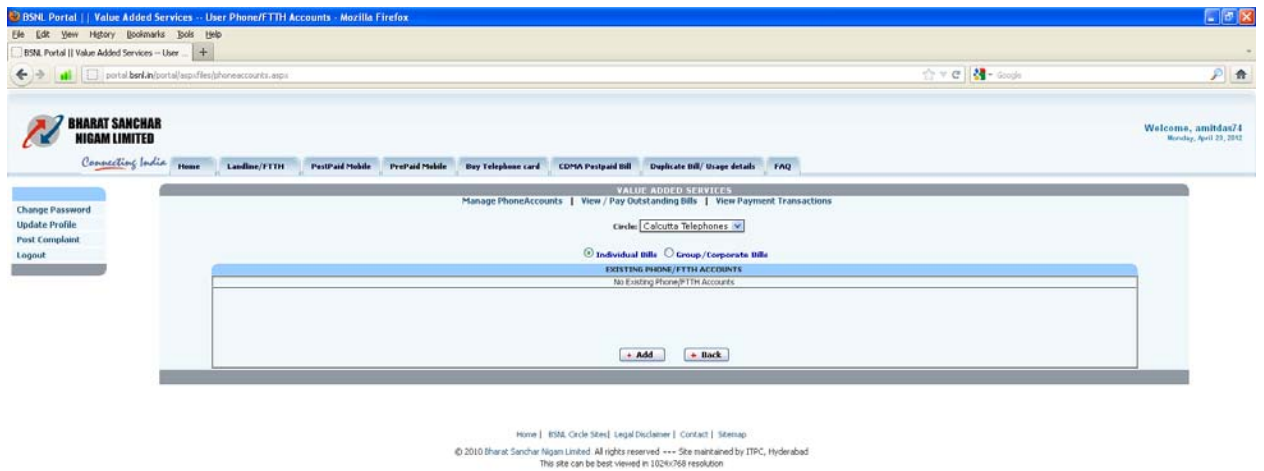 BSNL Portal || Value Added Services -- User Phone/FTTH Accounts - Mozilla Firefox
File Edit View History Bookmarks Tools Help
BSNL Portal || Value Added Services -- User ... +
portal.bsnl.in/portal/aspxfiles/phoneaccounts.aspx
Google
BHARAT SANCHAR
NIGAM LIMITED
Connecting India
Welcome, amitdas74
Monday, April 23, 2012
Home Landline/FTTH PostPaid Mobile PrePaid Mobile Buy Telephone card CDMA Postpaid Bill Duplicate Bill/ Usage details FAQ
Change Password
Update Profile
Post Complaint
Logout
VALUE ADDED SERVICES
Manage PhoneAccounts | View / Pay Outstanding Bills | View Payment Transactions
Circle: Calcutta Telephones
Individual Bills Group/Corporate Bills
EXISTING PHONE/FTTH ACCOUNTS
No Existing Phone/FTTH Accounts
+ Add + Back
Home | BSNL Circle Sites| Legal Disclaimer | Contact | Sitemap
© 2010 Bharat Sanchar Nigam Limited. All rights reserved --- Site maintained by ITPC, Hyderabad
This site can be best viewed in 1024x768 resolution